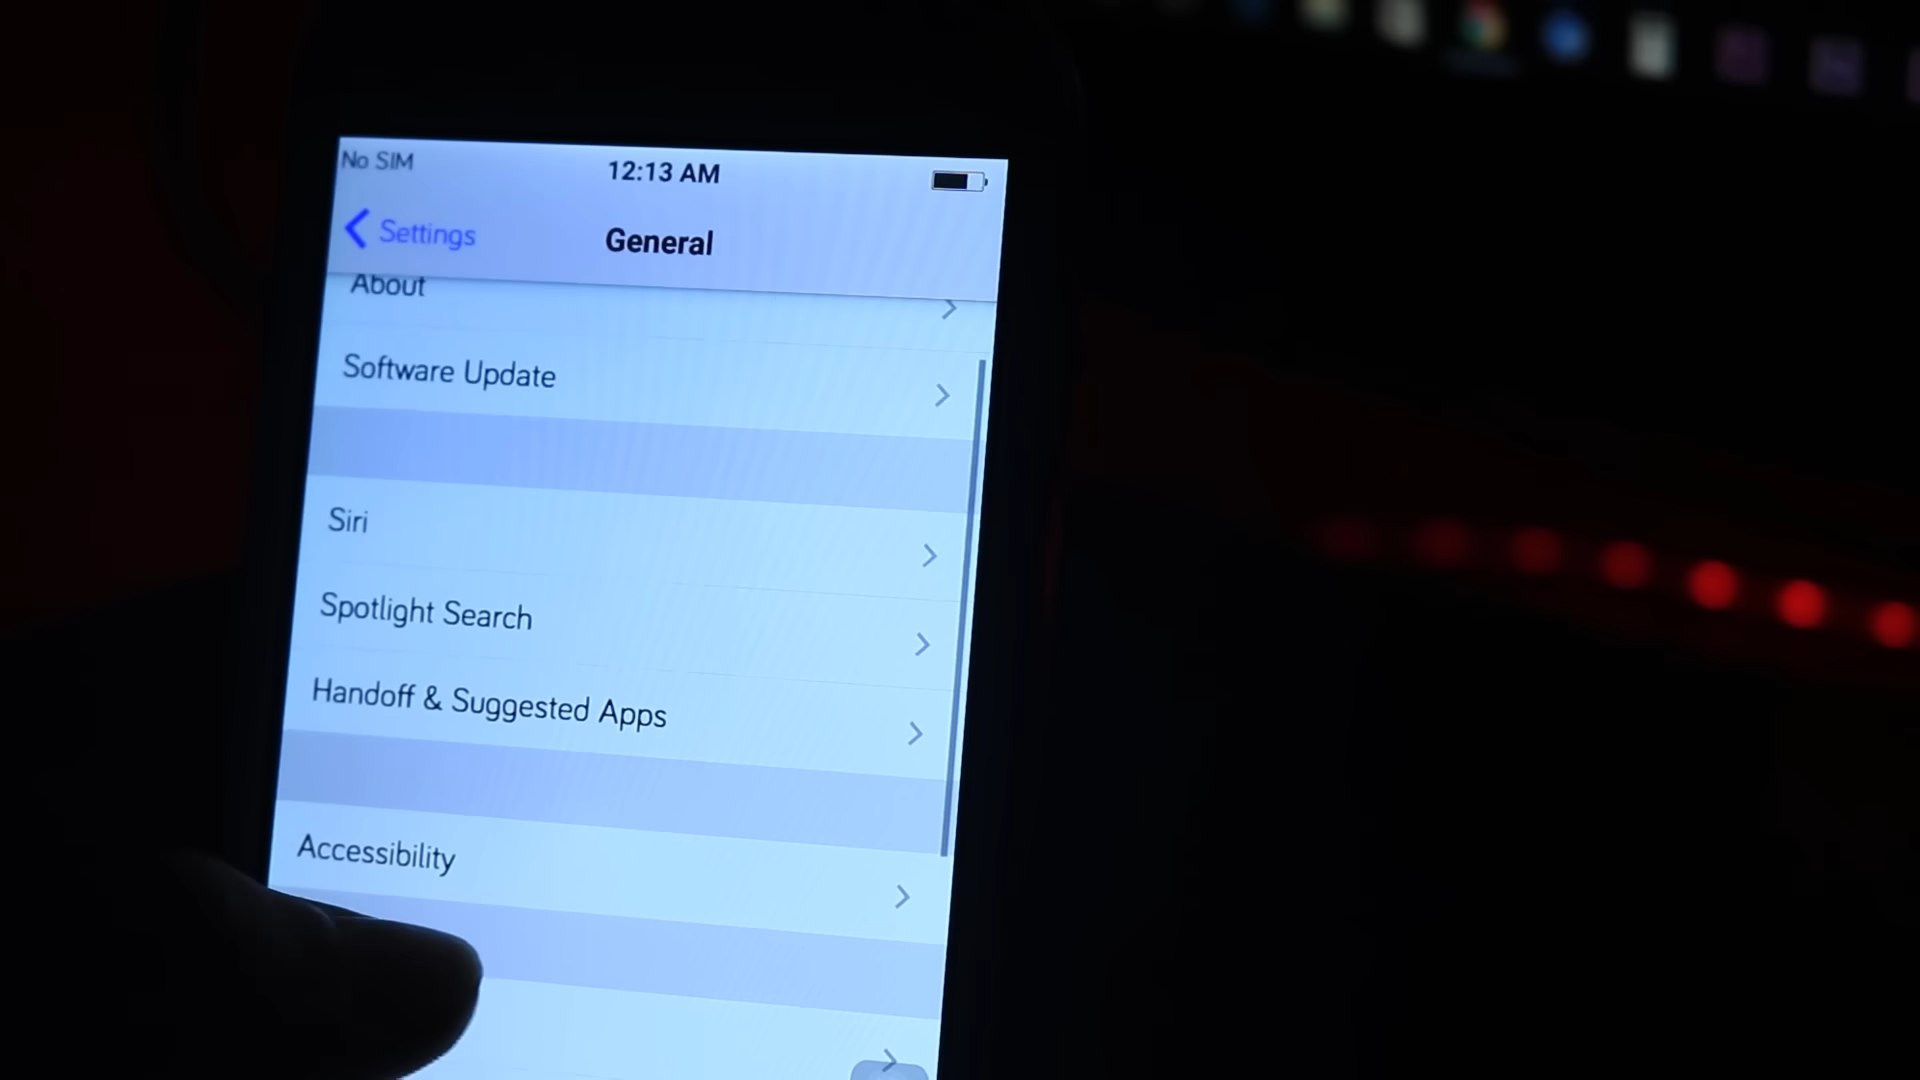 No SIM
12:13 AM
Settings
General
About
Software Update
Siri
Spotlight Search
Handoff & Suggested Apps
Accessibility